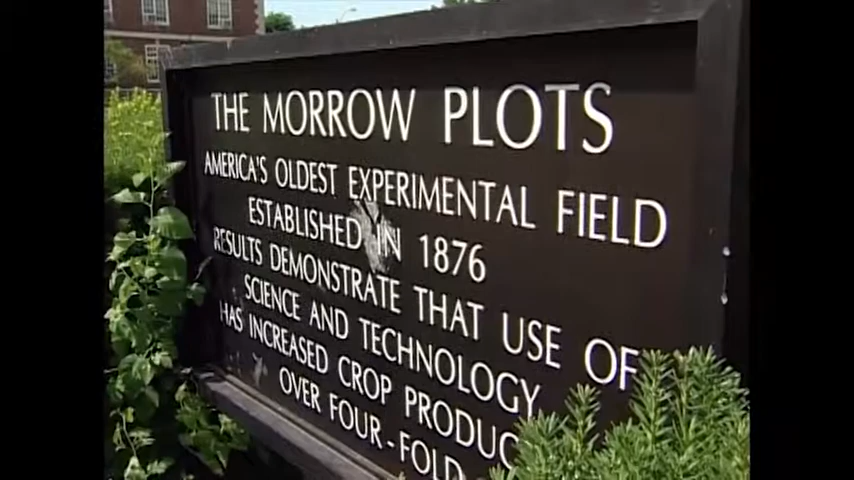 THE MORROW PLOTS
AMERICA'S OLDEST EXPERIMENTAL FIELD
ESTABLISHED IN 1876
RESULTS DEMONSTRATE THAT USE OF
SCIENCE AND TECHNOLOGY
HAS INCREASED CROP
OVER FOUR-FOLD